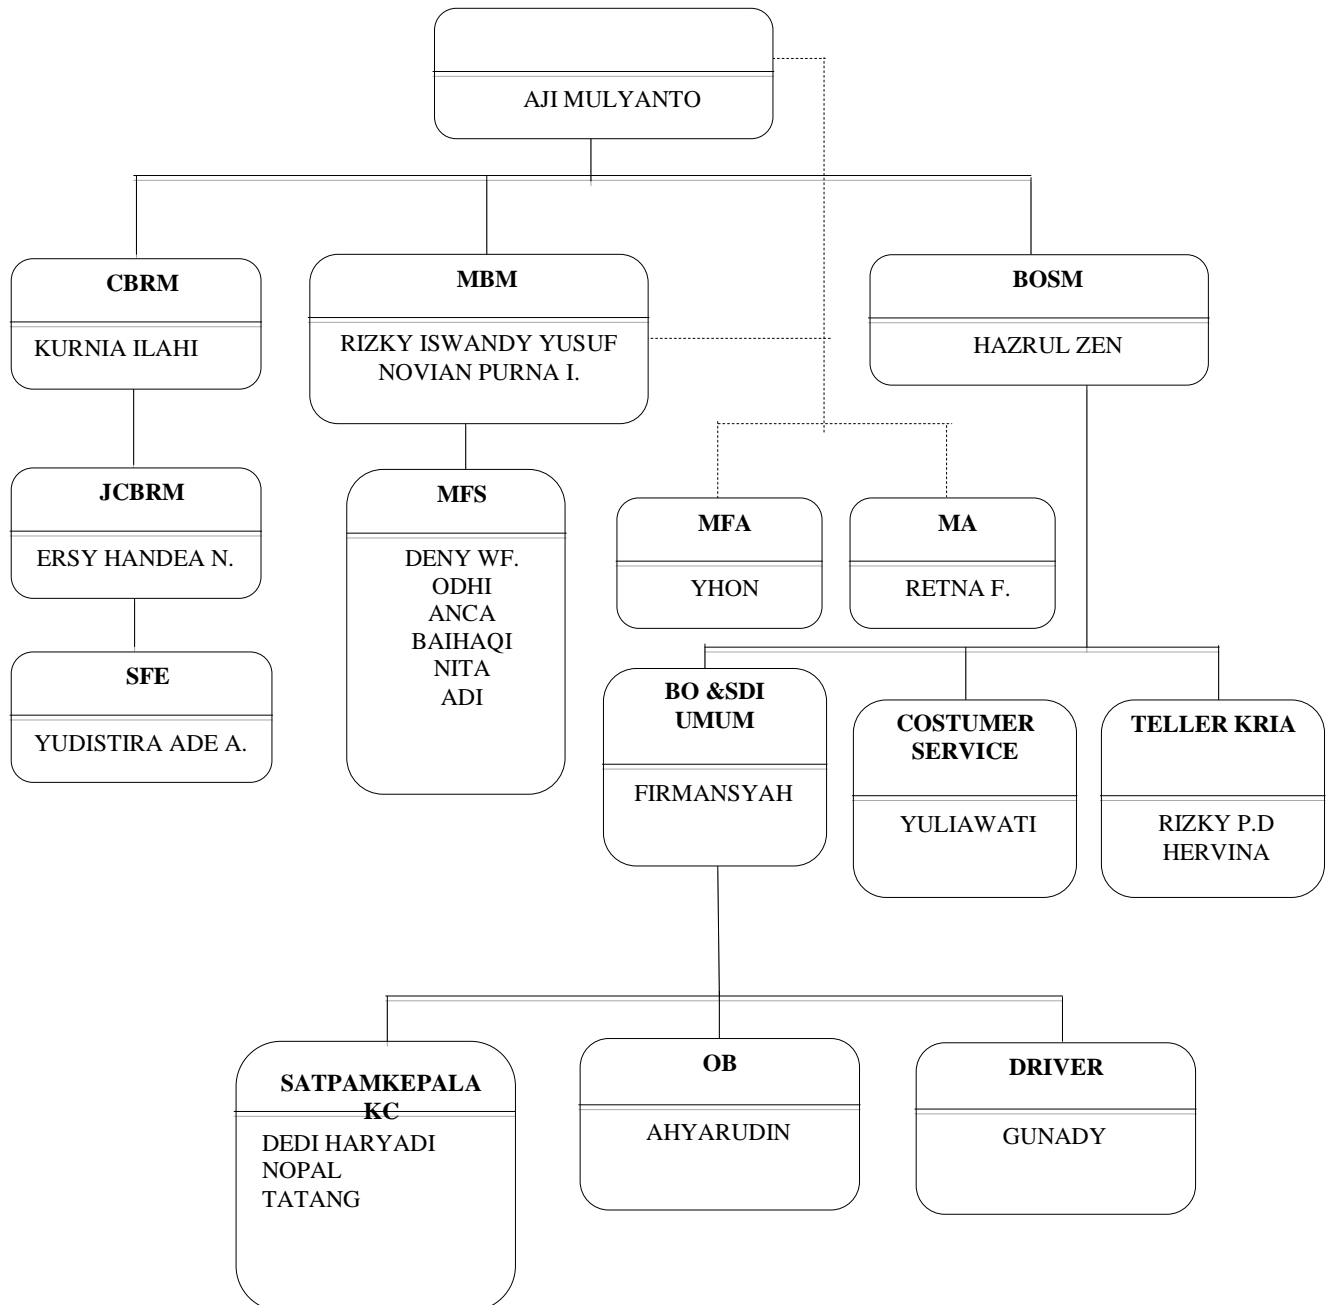 AJI MULYANTO
CBRM
KURNIA ILAHI
MBM
RIZKY ISWANDY YUSUF
NOVIAN PURNA I.
BOSM
HAZRUL ZEN
JCBRM
ERSY HANDEA N.
MFS
DENY WF.
ODHI
ANCA
BAIHAQI
NITA
ADI
MFA
YHON
MA
RETNA F.
SFE
YUDISTIRA ADE A.
BO &SDI
UMUM
FIRMANSYAH
COSTUMER
SERVICE
YULIAWATI
TELLER KRIA
RIZKY P.D
HERVINA
SATPAMKEPALA
KC
DEDI HARYADI
NOPAL
TATANG
OB
AHYARUDIN
DRIVER
GUNADY